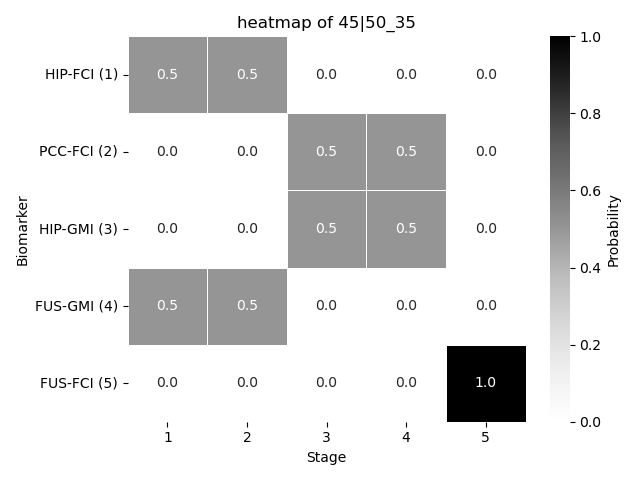 heatmap of 45|50_35
Biomarker
HIP-FCI (1) 0.5 0.5 0.0 0.0 0.0
PCC-FCI (2) 0.0 0.0 0.5 0.5 0.0
HIP-GMI (3) 0.0 0.0 0.5 0.5 0.0
FUS-GMI (4) 0.5 0.5 0.0 0.0 0.0
FUS-FCI (5) 0.0 0.0 0.0 0.0 1.0
1 2 3 4 5
Stage
1.0
0.8
0.6
0.4
0.2
0.0
Probability